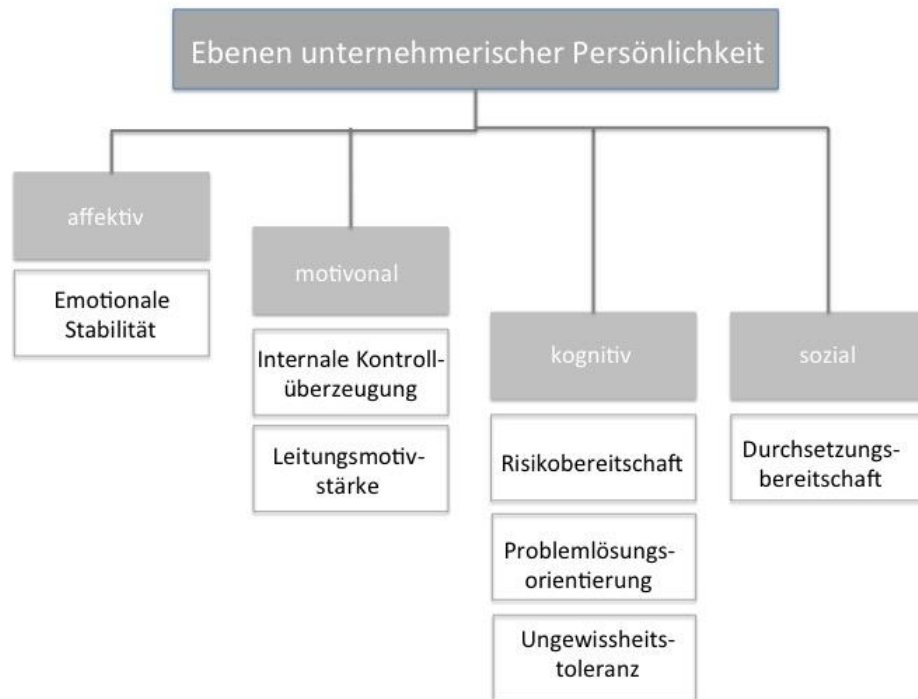 Ebenen unternehmerischer Persönlichkeit
affektiv
Emotionale
Stabilität
motivonal
Internale Kontroll-
überzeugung
Leitungsmotiv-
stärke
kognitiv
Risikobereitschaft
Problemlösungs-
orientierung
Ungewissheits-
toleranz
sozial
Durchsetzungs-
bereitschaft